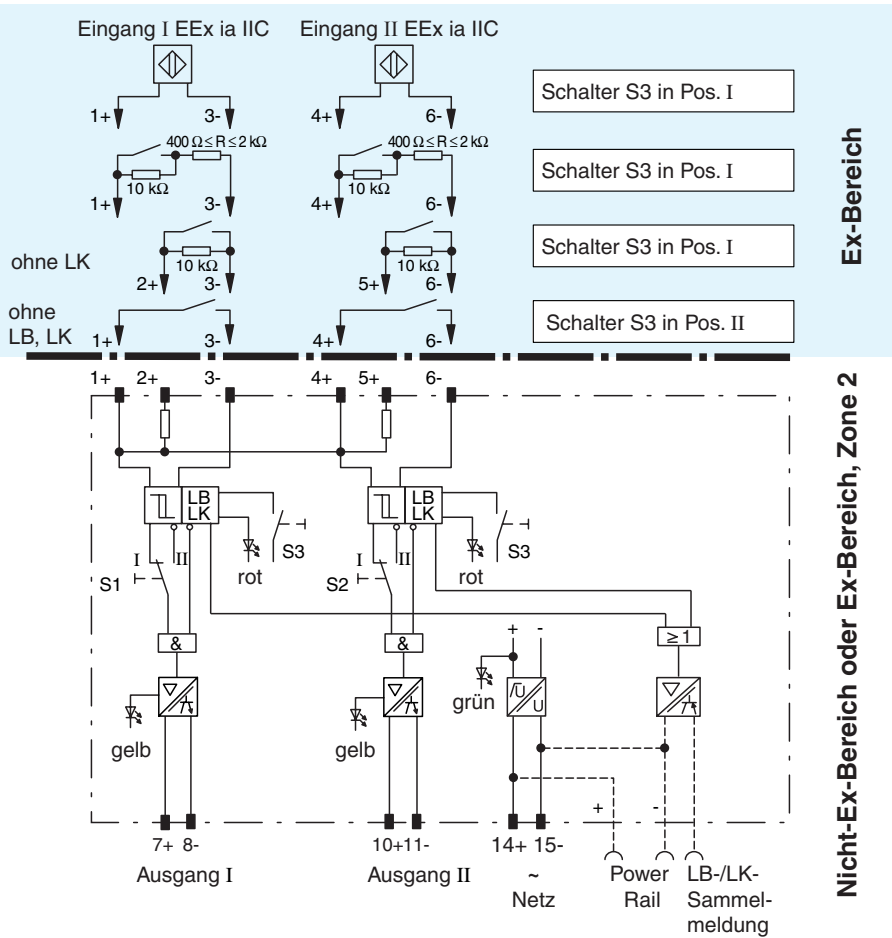 Eingang I EEx ia IIC
Eingang II EEx ia IIC
1+
3-
4+
6-
Schalter S3 in Pos. I
400 Ω ≤ R ≤ 2 kΩ
400 Ω ≤ R ≤ 2 kΩ
10 kΩ
10 kΩ
1+
3-
4+
6-
Schalter S3 in Pos. I
ohne LK
10 kΩ
10 kΩ
2+
3-
5+
6-
Schalter S3 in Pos. I
ohne
LB, LK
1+
3-
4+
6-
Schalter S3 in Pos. II
Ex-Bereich
1+
2+
3-
4+
5+
6-
LB
LK
LB
LK
I
II
S3
rot
S1
I
II
S3
rot
S2
&
&
≥ 1
+
-
grün
U
U
gelb
gelb
+
-
7+
8-
10+
11-
14+
15-
Ausgang I
Ausgang II
~
Netz
Power
Rail
LB-/LK-
Sammel-
meldung
Nicht-Ex-Bereich oder Ex-Bereich, Zone 2